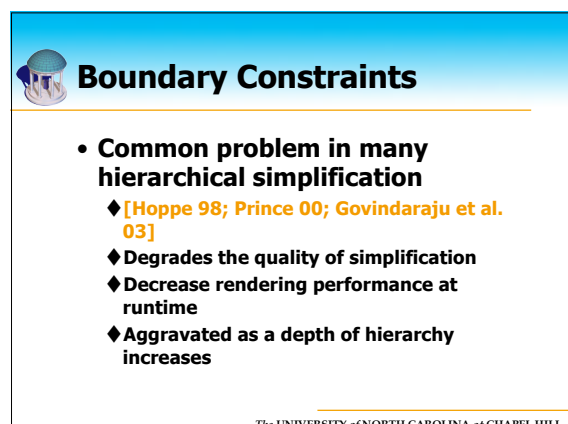 Boundary Constraints
• Common problem in many
hierarchical simplification
♦[Hoppe 98; Prince 00; Govindaraju et al.
03]
♦Degrades the quality of simplification
♦Decrease rendering performance at
runtime
♦Aggravated as a depth of hierarchy
increases
The UNIVERSITY of NORTH CAROLINA at CHAPEL HILL